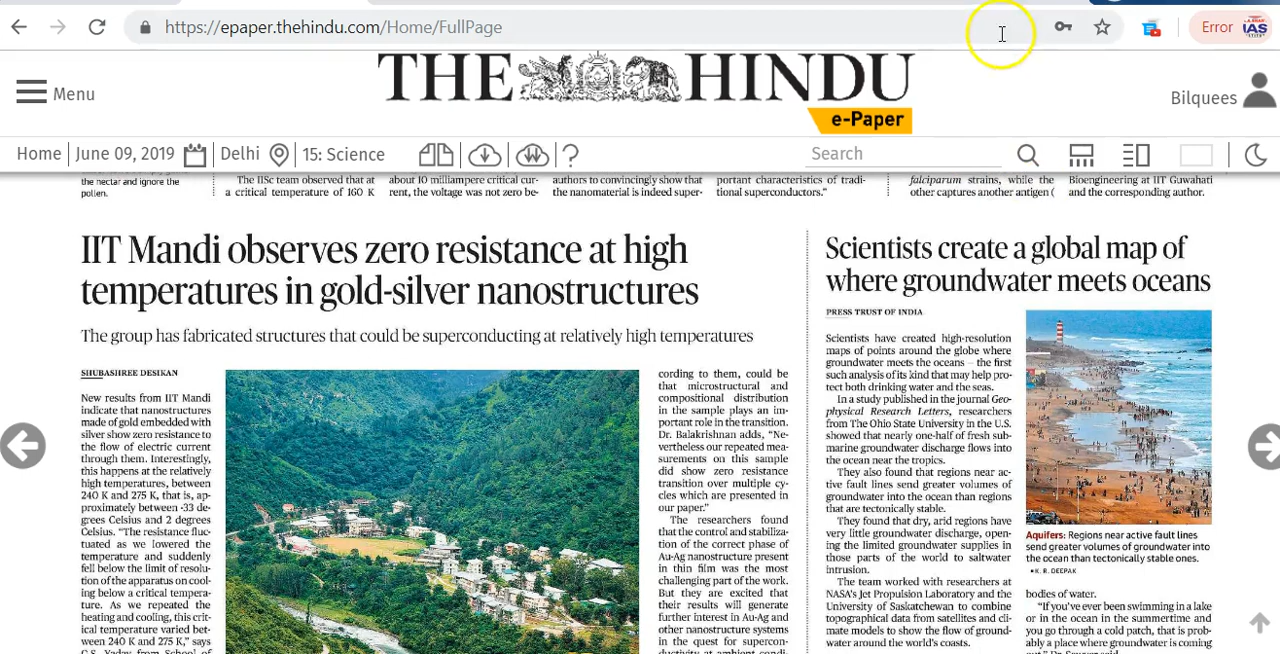 https://epaper.thehindu.com/Home/FullPage
Error
IAS
THE HINDU
e-Paper
Menu
Bilquees
Home
June 09, 2019
Delhi
15: Science
?
Search
the nectar and ignore the
pollen.
The IISc team observed that at
a critical temperature of 160 K
about 10 milliampere critical cur-
rent, the voltage was not zero be-
authors to convincingly show that
the nanomaterial is indeed super-
portant characteristics of tradi-
tional superconductors."
falciparum strains, while the
other captures another antigen (
Bioengineering at IIT Guwahati
and the corresponding author.
IIT Mandi observes zero resistance at high
temperatures in gold-silver nanostructures
The group has fabricated structures that could be superconducting at relatively high temperatures
SHUBASHREE DESIKAN
New results from IIT Mandi
indicate that nanostructures
made of gold embedded with
silver show zero resistance to
the flow of electric current
through them. Interestingly,
this happens at the relatively
high temperatures, between
240 K and 275 K, that is, ap-
proximately between -33 de-
grees Celsius and 2 degrees
Celsius. "The resistance fluc-
tuated as we lowered the
temperature and suddenly
fell below the limit of resolu-
tion of the apparatus on cool-
ing below a critical tempera-
ture. As we repeated the
heating and cooling, this crit-
ical temperature varied bet-
ween 240 K and 275 K," says
C.S. Yadav from School of
cording to them, could be
that microstructural and
compositional distribution
in the sample plays an im-
portant role in the transition.
Dr. Balakrishnan adds, "Ne-
vertheless our repeated mea-
surements on this sample
did show zero resistance
transition over multiple cy-
cles which are presented in
our paper."
The researchers found
that the control and stabiliza-
tion of the correct phase of
Au-Ag nanostructure present
in thin film was the most
challenging part of the work.
But they are excited that
their results will generate
further interest in Au-Ag and
other nanostructure systems
in the quest for supercon-
ductivity at ambient condi-
Scientists create a global map of
where groundwater meets oceans
PRESS TRUST OF INDIA
Scientists have created high-resolution
maps of points around the globe where
groundwater meets the oceans — the first
such analysis of its kind that may help pro-
tect both drinking water and the seas.
In a study published in the journal Geo-
physical Research Letters, researchers
from The Ohio State University in the U.S.
showed that nearly one-half of fresh sub-
marine groundwater discharge flows into
the ocean near the tropics.
They also found that regions near ac-
tive fault lines send greater volumes of
groundwater into the ocean than regions
that are tectonically stable.
They found that dry, arid regions have
very little groundwater discharge, open-
ing the limited groundwater supplies in
those parts of the world to saltwater
intrusion.
The team worked with researchers at
NASA's Jet Propulsion Laboratory and the
University of Saskatchewan to combine
topographical data from satellites and cli-
mate models to show the flow of ground-
water around the world's coasts.
Aquifers: Regions near active fault lines
send greater volumes of groundwater into
the ocean than tectonically stable ones.
• K. R. DEEPAK
bodies of water.
"If you've ever been swimming in a lake
or in the ocean in the summertime and
you go through a cold patch, that is prob-
ably a place where groundwater is coming